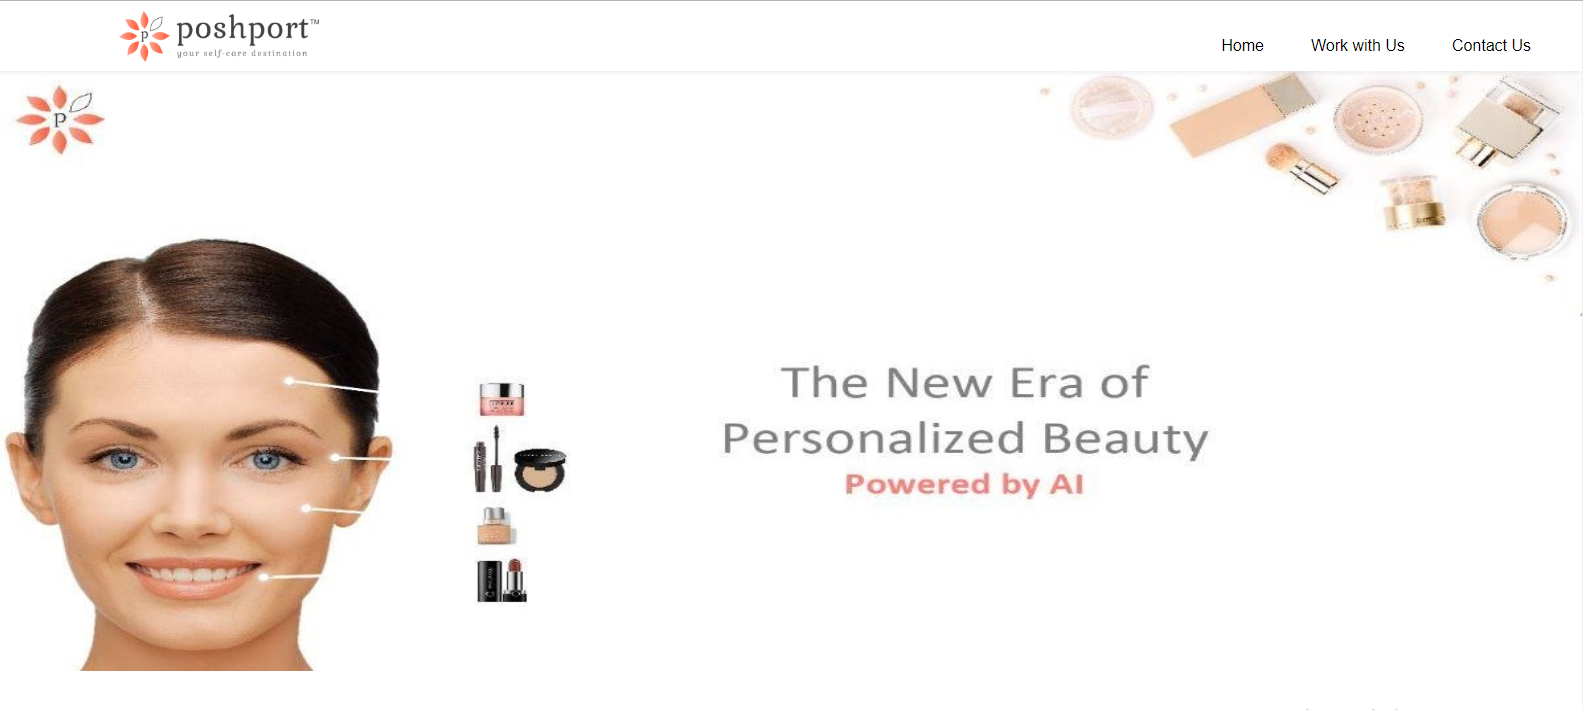 p
poshport™
your self-care destination
Home
Work with Us
Contact Us
p
The New Era of
Personalized Beauty
Powered by AI